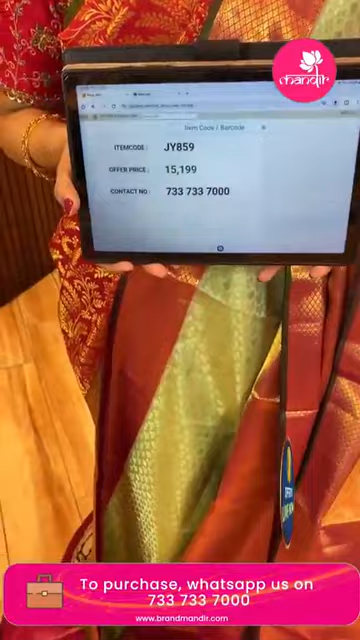 mandir
Item Code / Barcode
ITEMCODE : JY859
OFFER PRICE : 15,199
CONTACT NO : 733 733 7000
To purchase, whatsapp us on
733 733 7000
www.brandmandir.com